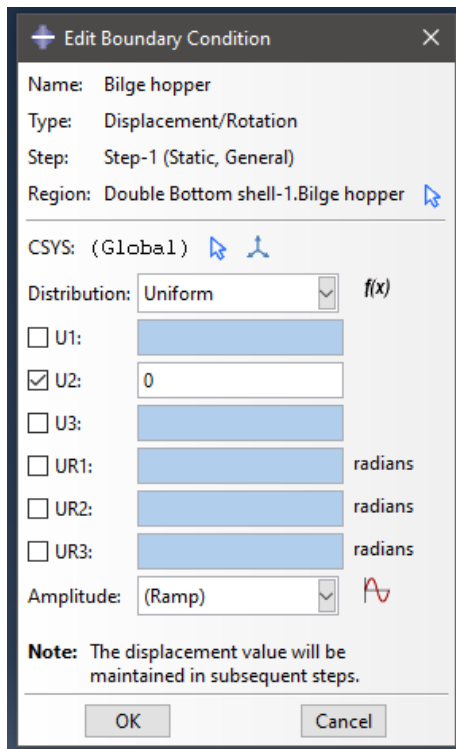 Edit Boundary Condition
Name: Bilge hopper
Type: Displacement/Rotation
Step: Step-1 (Static, General)
Region: Double Bottom shell-1.Bilge hopper
CSYS: (Global)
Distribution: Uniform f(x)
U1:
U2: 0
U3:
UR1: radians
UR2: radians
UR3: radians
Amplitude: (Ramp)
Note: The displacement value will be
maintained in subsequent steps.
OK Cancel